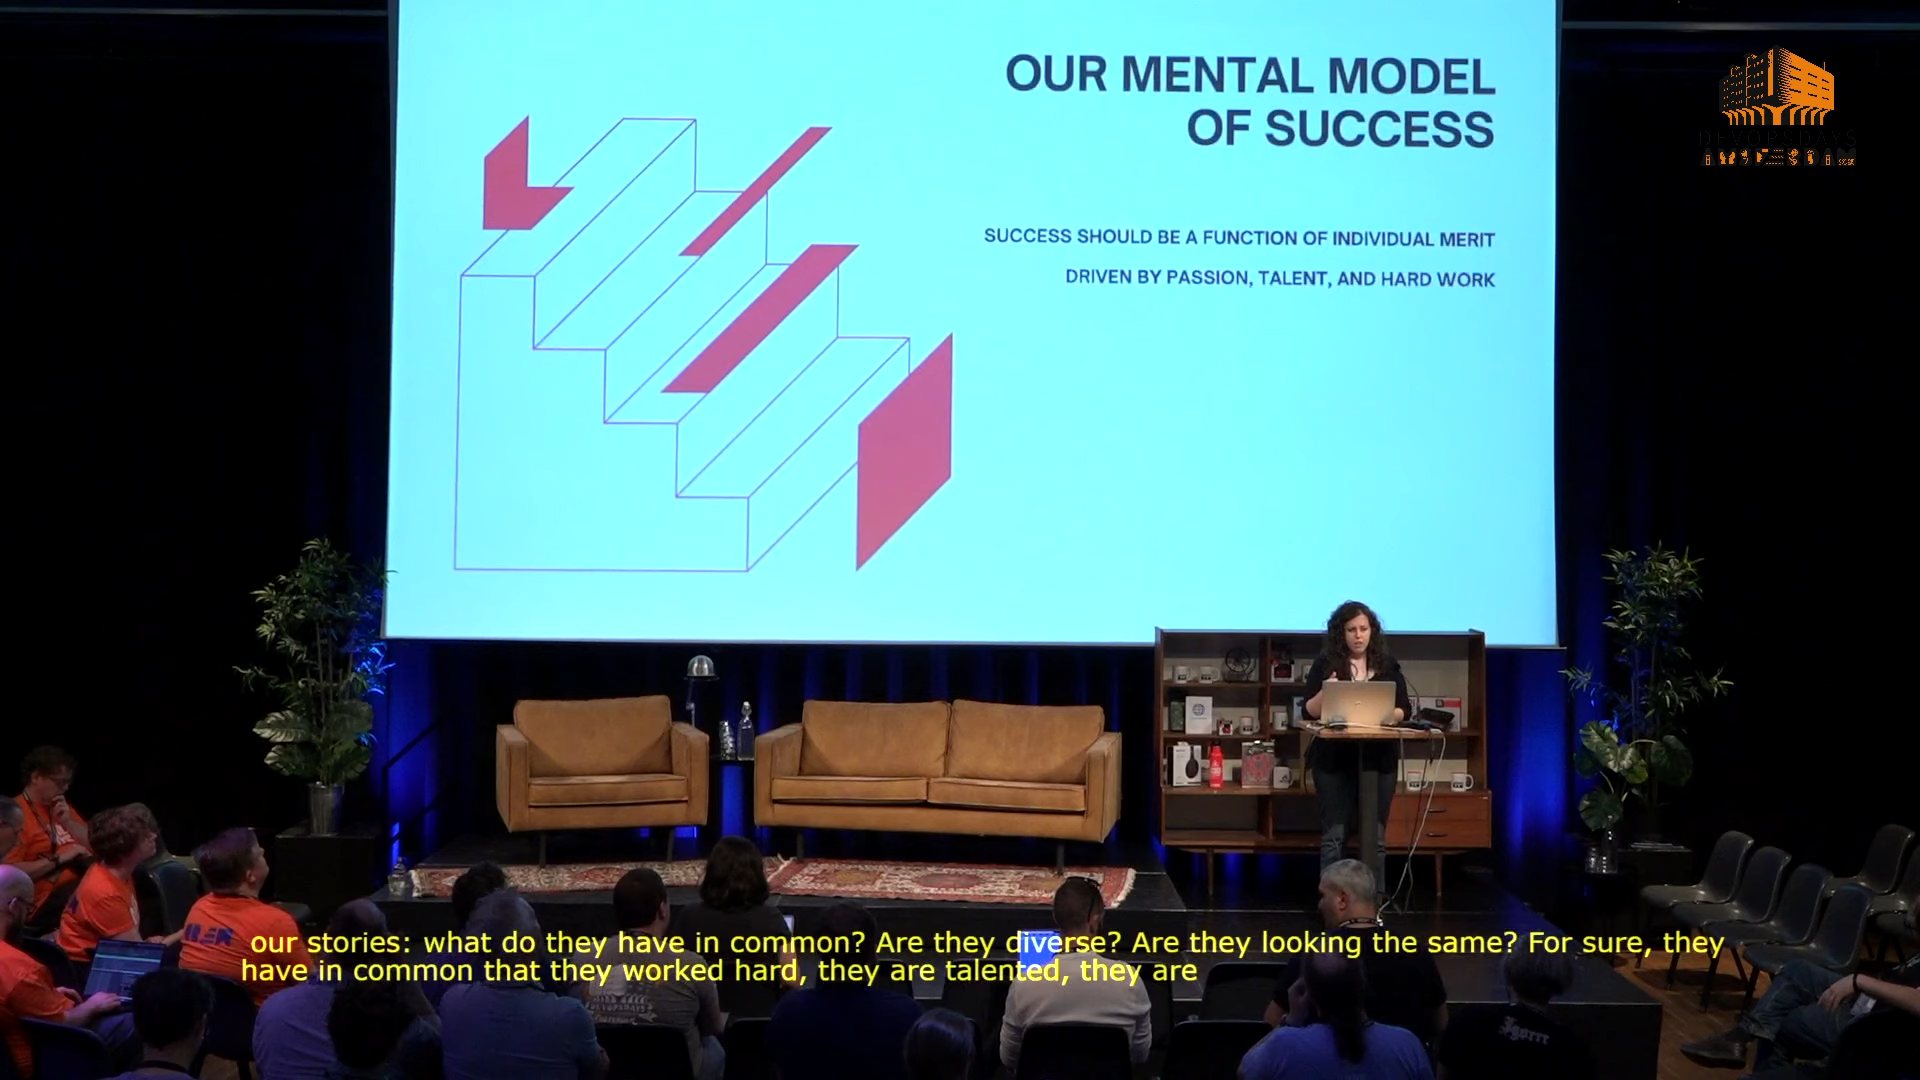 OUR MENTAL MODEL
OF SUCCESS
SUCCESS SHOULD BE A FUNCTION OF INDIVIDUAL MERIT
DRIVEN BY PASSION, TALENT, AND HARD WORK
DEVOPSDAYS
AMSTERDAM
our stories: what do they have in common? Are they diverse? Are they looking the same? For sure, they
have in common that they worked hard, they are talented, they are